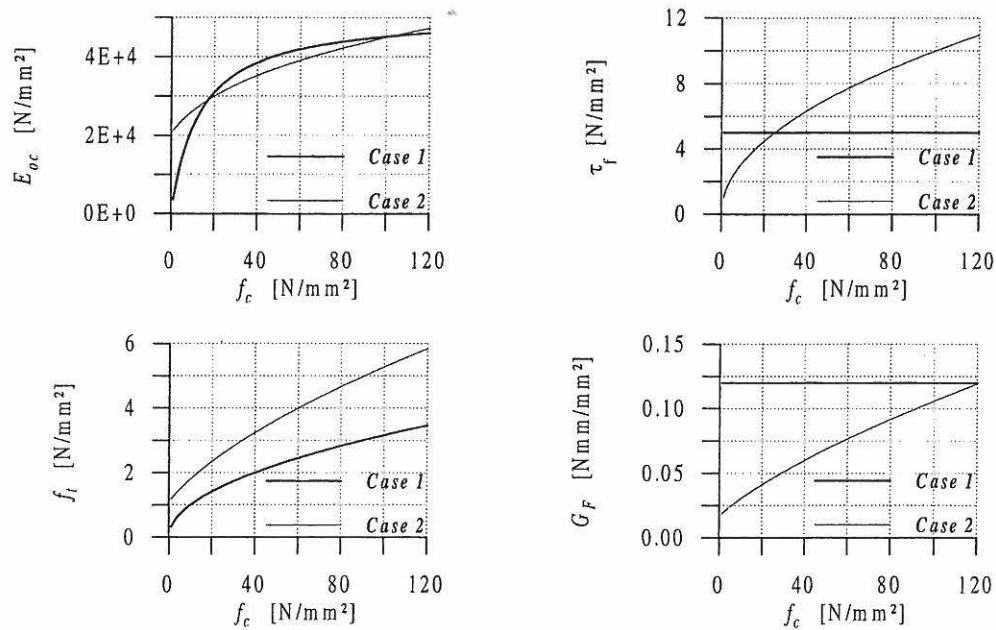 E_oc [N/mm²]
4E+4
2E+4
0E+0
Case 1
Case 2
0 40 80 120
f_c [N/mm²]
τ_f [N/mm²]
12
8
4
0
Case 1
Case 2
0 40 80 120
f_c [N/mm²]
f_t [N/mm²]
6
4
2
0
Case 1
Case 2
0 40 80 120
f_c [N/mm²]
G_F [Nmm/mm²]
0.15
0.10
0.05
0.00
Case 1
Case 2
0 40 80 120
f_c [N/mm²]